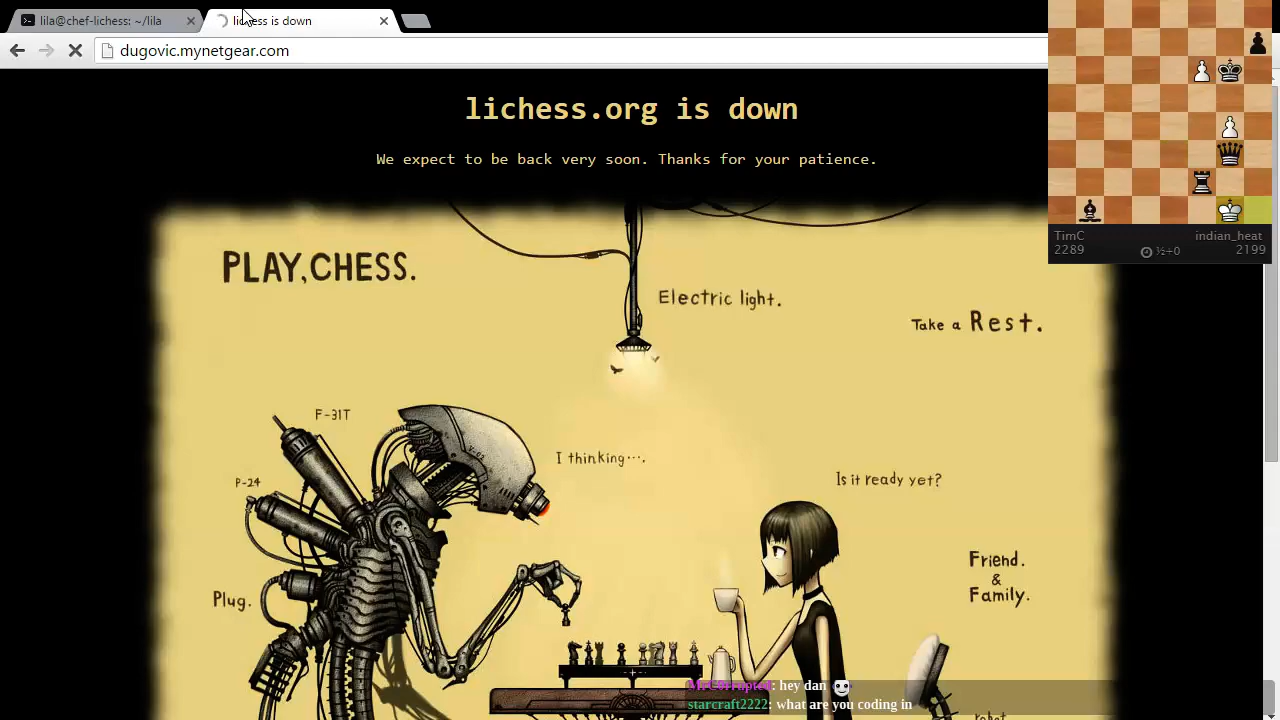 lila@chef-lichess: ~/lila
lichess is down
dugovic.mynetgear.com
lichess.org is down
We expect to be back very soon. Thanks for your patience.
TimC
2289
½+0
indian_heat
2199
PLAY,CHESS.
Electric light.
Take a Rest.
F-31T
I thinking···.
P-24
Is it ready yet?
Friend.
&
Family.
Plug.
MrC0rrupted: hey dan
starcraft2222: what are you coding in
robot